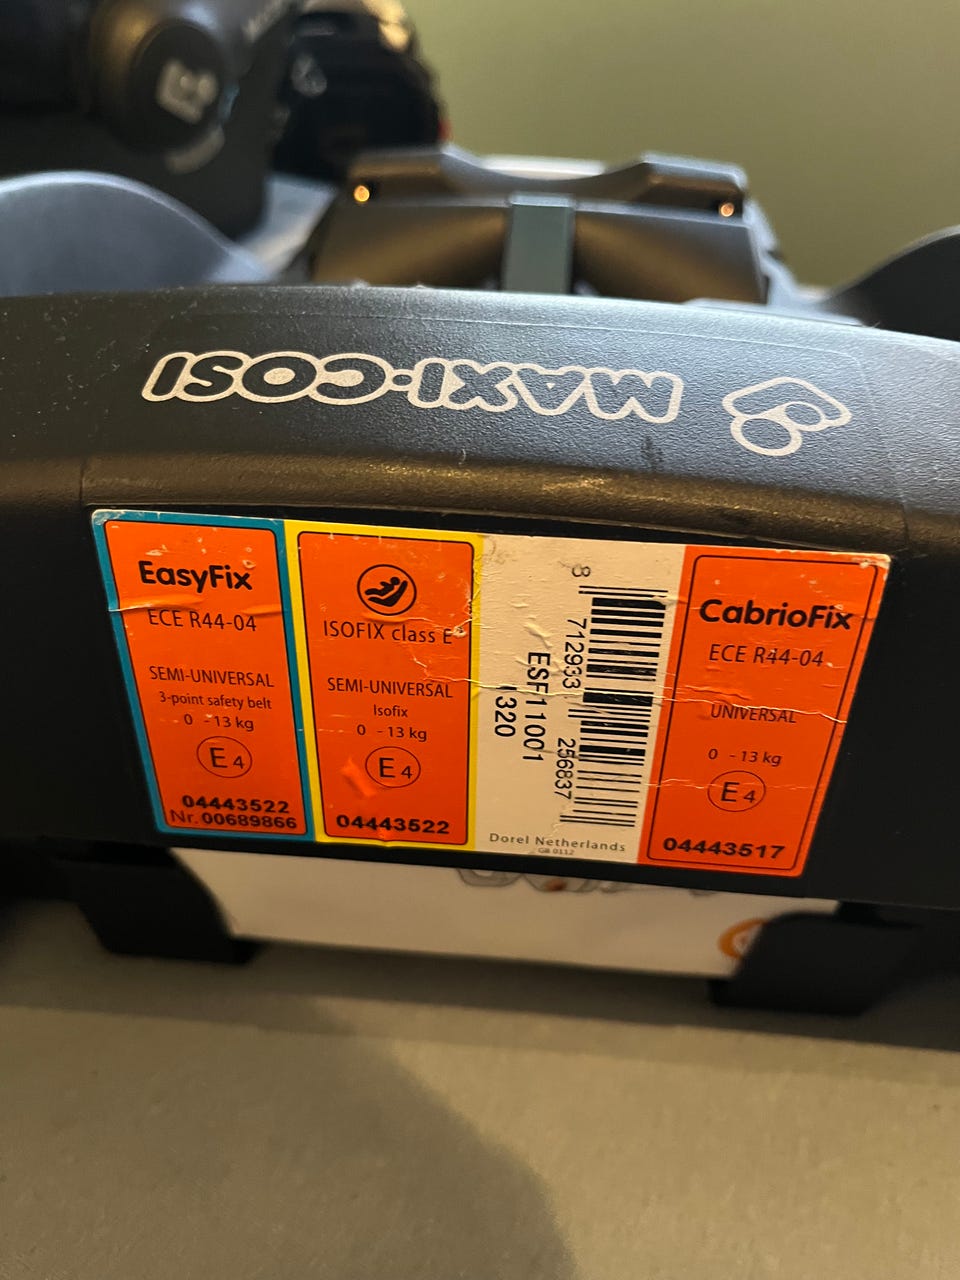 MAXI·COSI
EasyFix
ECE R44-04
SEMI-UNIVERSAL
3-point safety belt
0 - 13 kg
E4
04443522
Nr. 00689866
ISOFIX class E
SEMI-UNIVERSAL
Isofix
0 - 13 kg
E4
04443522
8 712933 256837
ESF11001
320
Dorel Netherlands
GB 0112
CabrioFix
ECE R44-04
UNIVERSAL
0 - 13 kg
E4
04443517